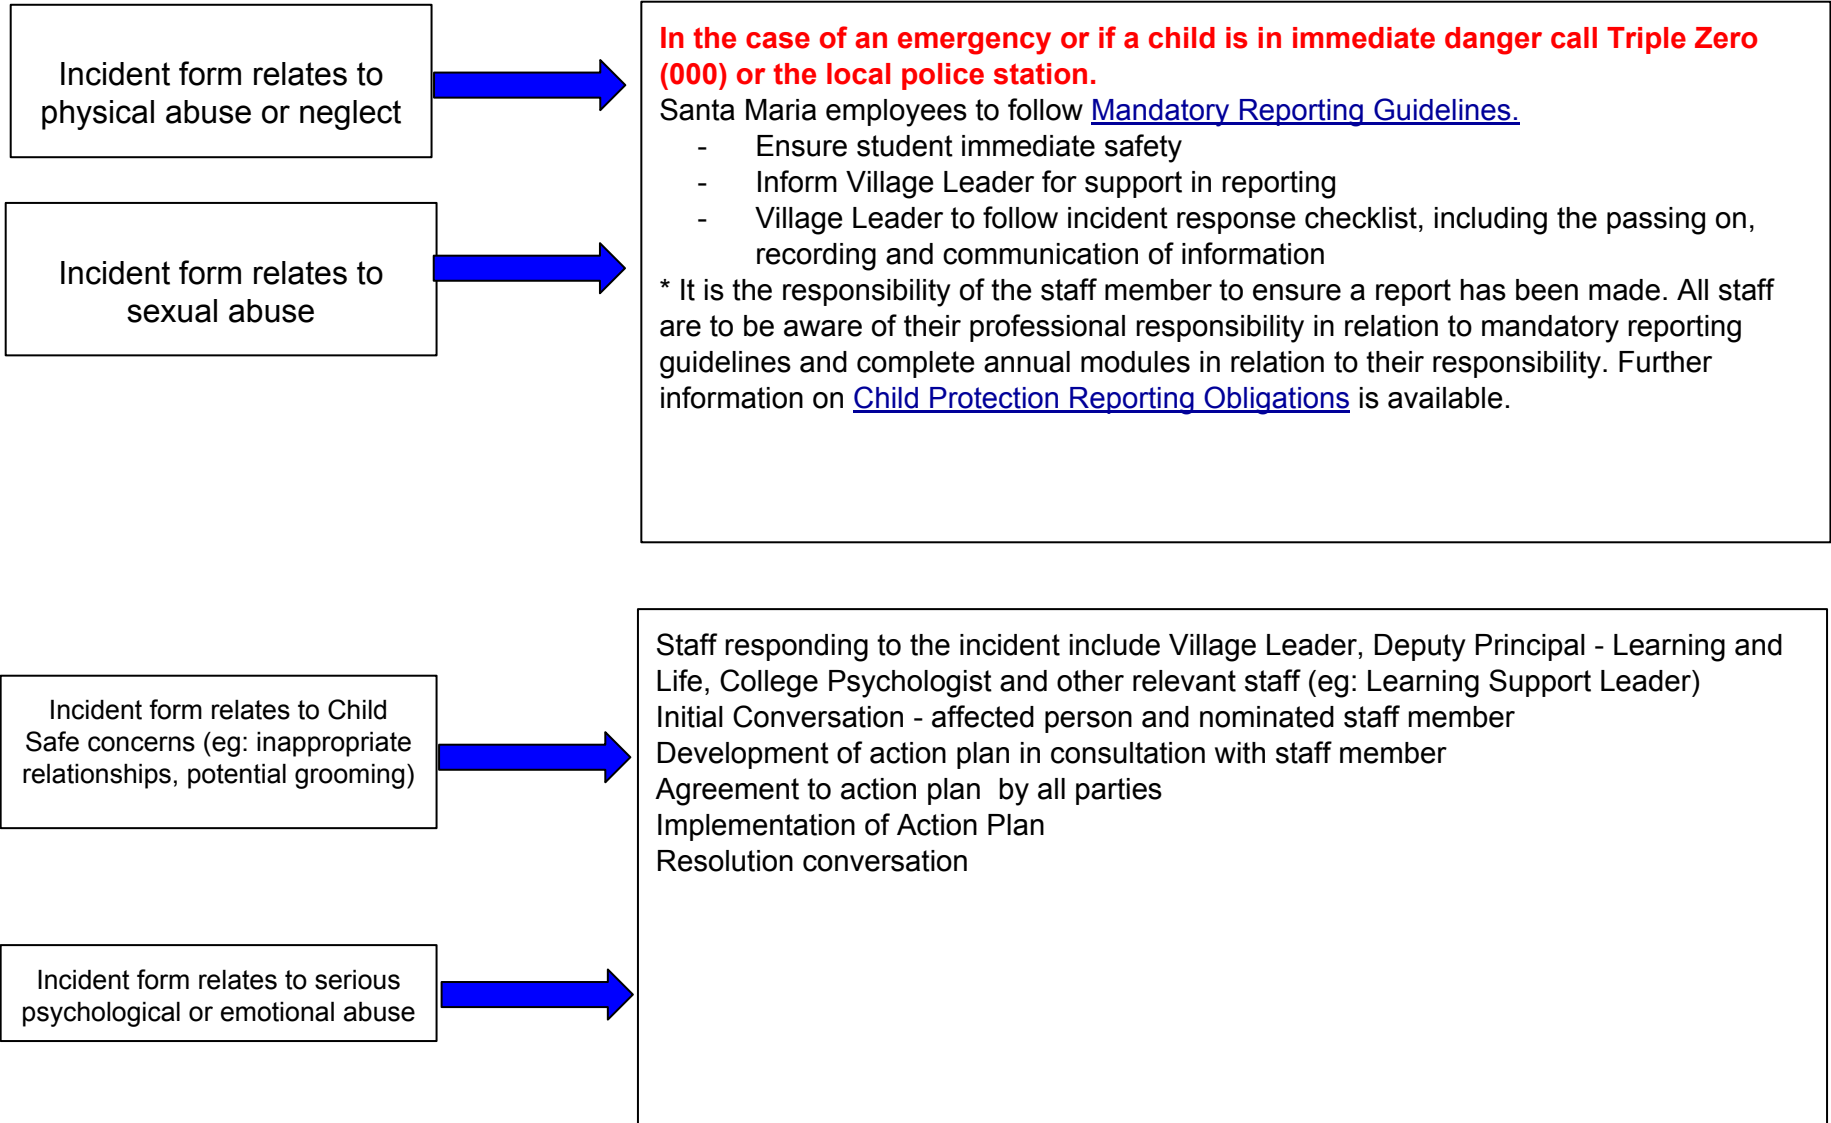 Incident form relates to
physical abuse or neglect
In the case of an emergency or if a child is in immediate danger call Triple Zero
(000) or the local police station.
Santa Maria employees to follow Mandatory Reporting Guidelines.
- Ensure student immediate safety
- Inform Village Leader for support in reporting
- Village Leader to follow incident response checklist, including the passing on,
recording and communication of information
* It is the responsibility of the staff member to ensure a report has been made. All staff
are to be aware of their professional responsibility in relation to mandatory reporting
guidelines and complete annual modules in relation to their responsibility. Further
information on Child Protection Reporting Obligations is available.
Incident form relates to
sexual abuse
Incident form relates to Child
Safe concerns (eg: inappropriate
relationships, potential grooming)
Staff responding to the incident include Village Leader, Deputy Principal - Learning and
Life, College Psychologist and other relevant staff (eg: Learning Support Leader)
Initial Conversation - affected person and nominated staff member
Development of action plan in consultation with staff member
Agreement to action plan  by all parties
Implementation of Action Plan
Resolution conversation
Incident form relates to serious
psychological or emotional abuse